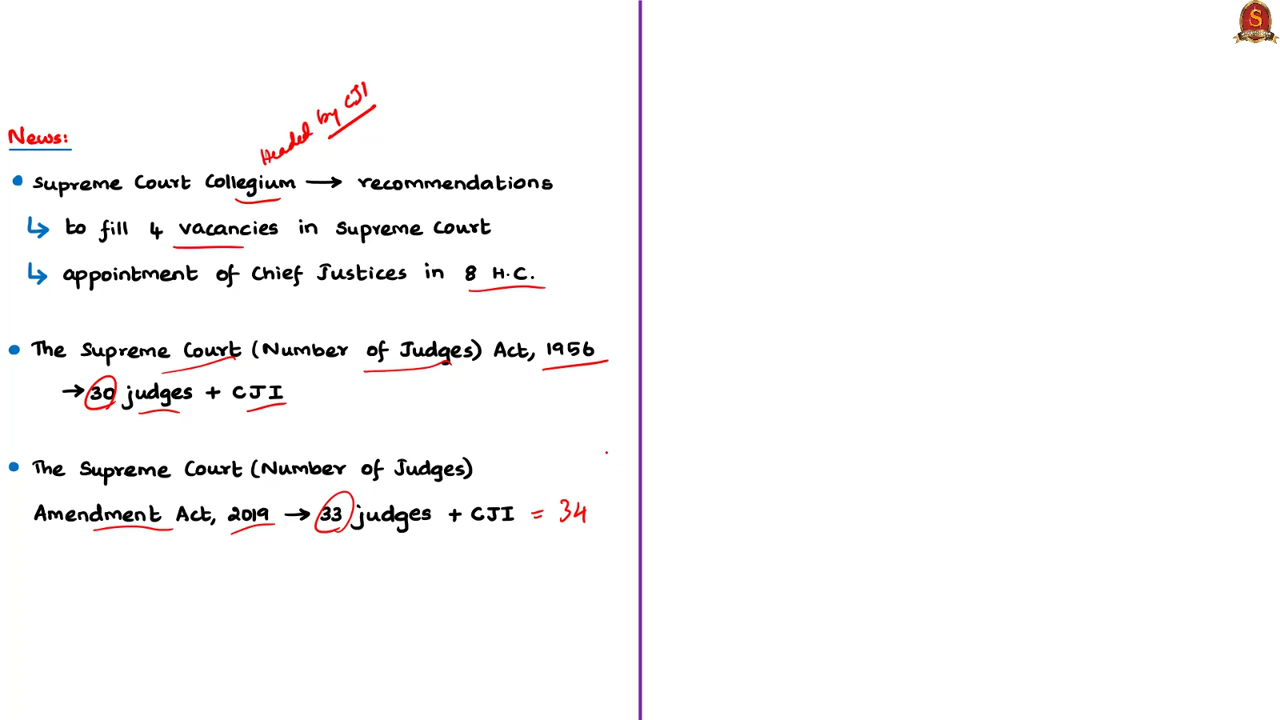 Headed by CJI
News:
• Supreme Court Collegium → recommendations
↳ to fill 4 vacancies in Supreme Court
↳ appointment of Chief Justices in 8 H.C.
• The Supreme Court (Number of Judges) Act, 1956
→ 30 judges + CJI
• The Supreme Court (Number of Judges)
Amendment Act, 2019 → 33 judges + CJI = 34
S